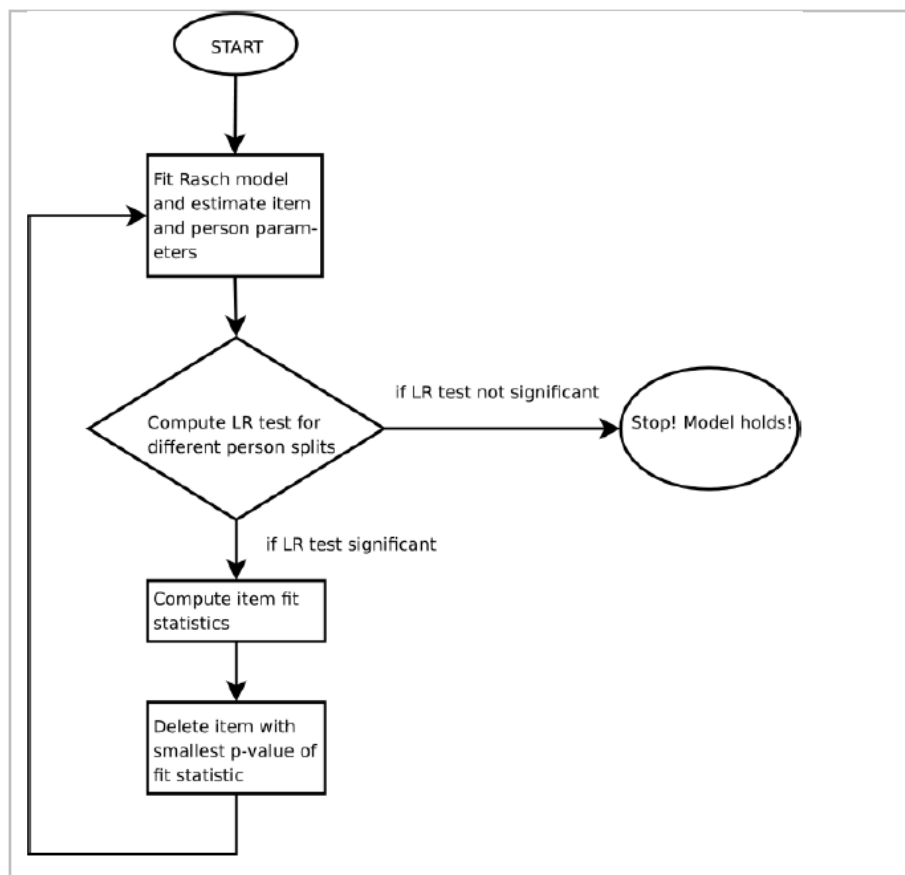 START
Fit Rasch model
and estimate item
and person param-
eters
if LR test not significant
Compute LR test for
different person splits
Stop! Model holds!
if LR test significant
Compute item fit
statistics
Delete item with
smallest p-value of
fit statistic